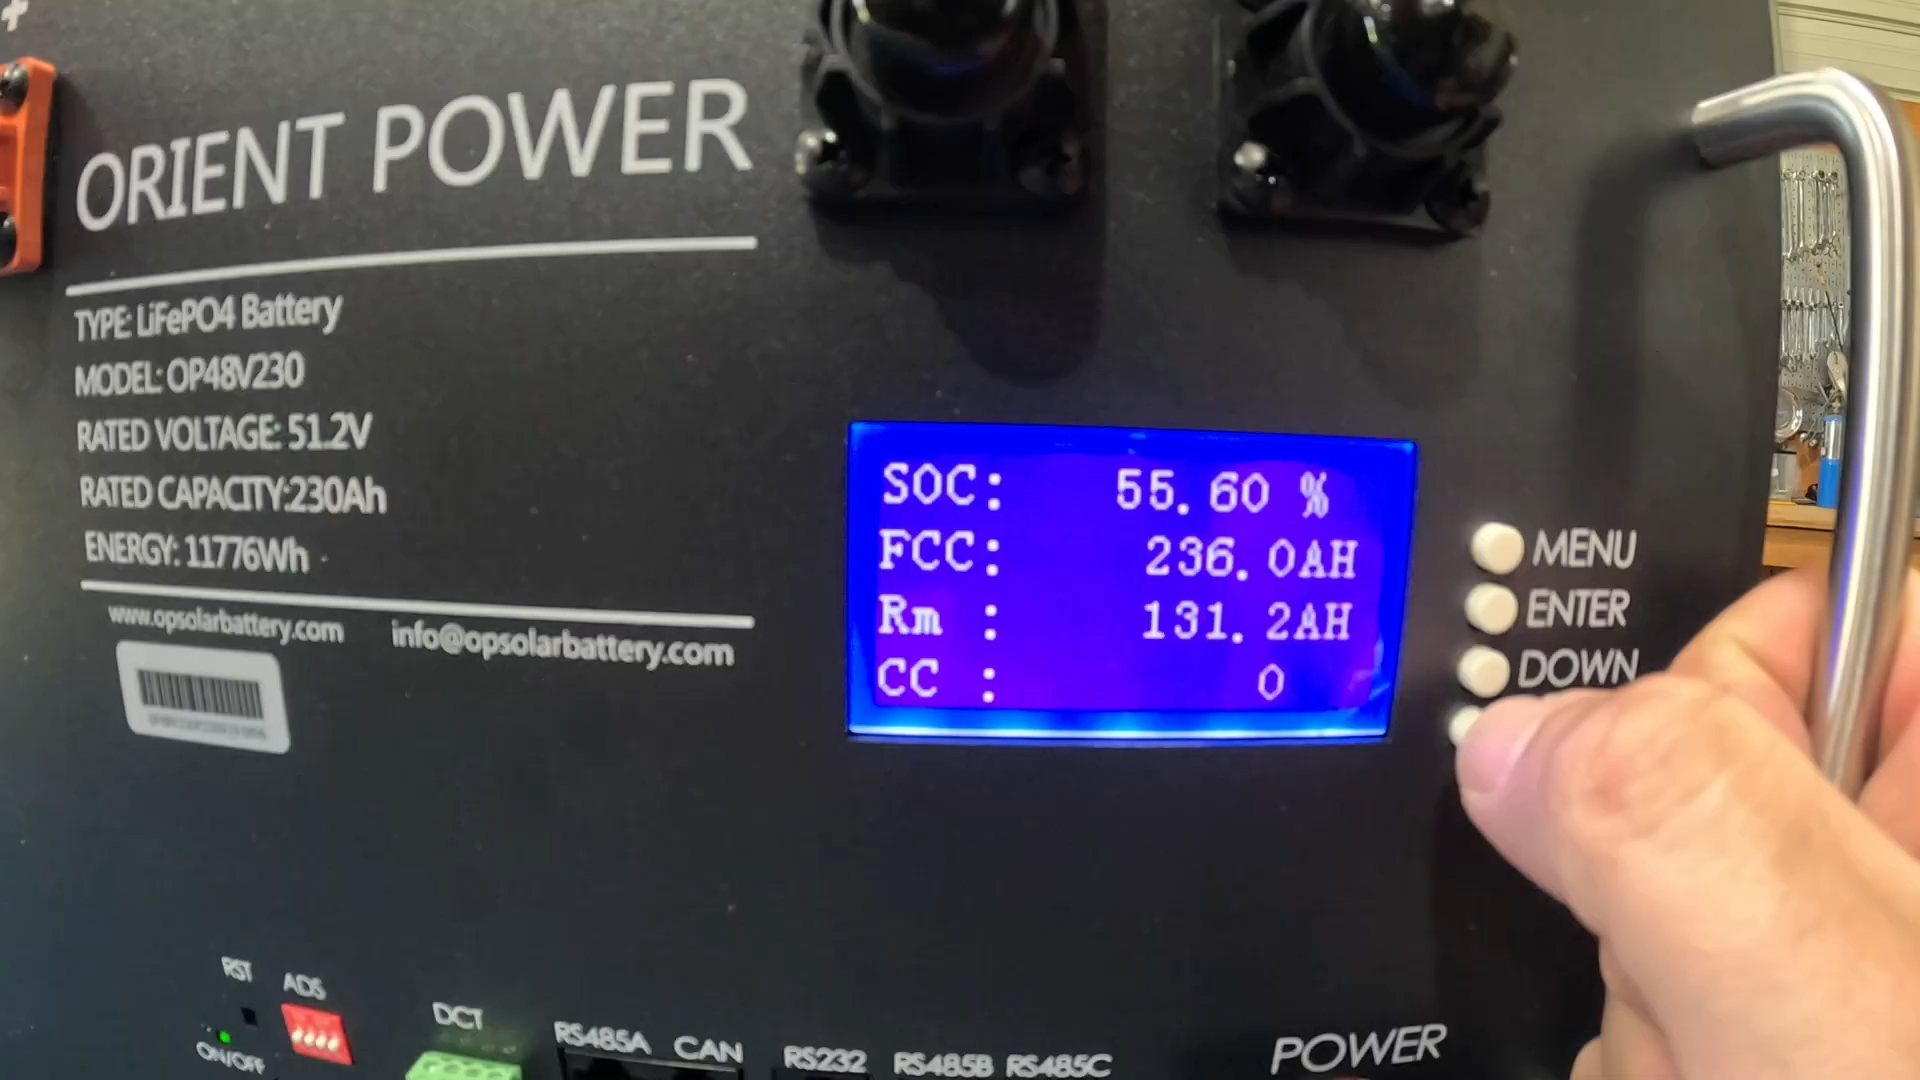 +
ORIENT POWER
TYPE: LiFePO4 Battery
MODEL: OP48V230
RATED VOLTAGE: 51.2V
RATED CAPACITY:230Ah
ENERGY: 11776Wh
www.opsolarbattery.com info@opsolarbattery.com
SOC: 55.60 %
FCC: 236.0AH
Rm : 131.2AH
CC : 0
MENU
ENTER
DOWN
RST
ADS
ON/OFF
DCT
RS485A
CAN
RS232
RS485B
RS485C
POWER